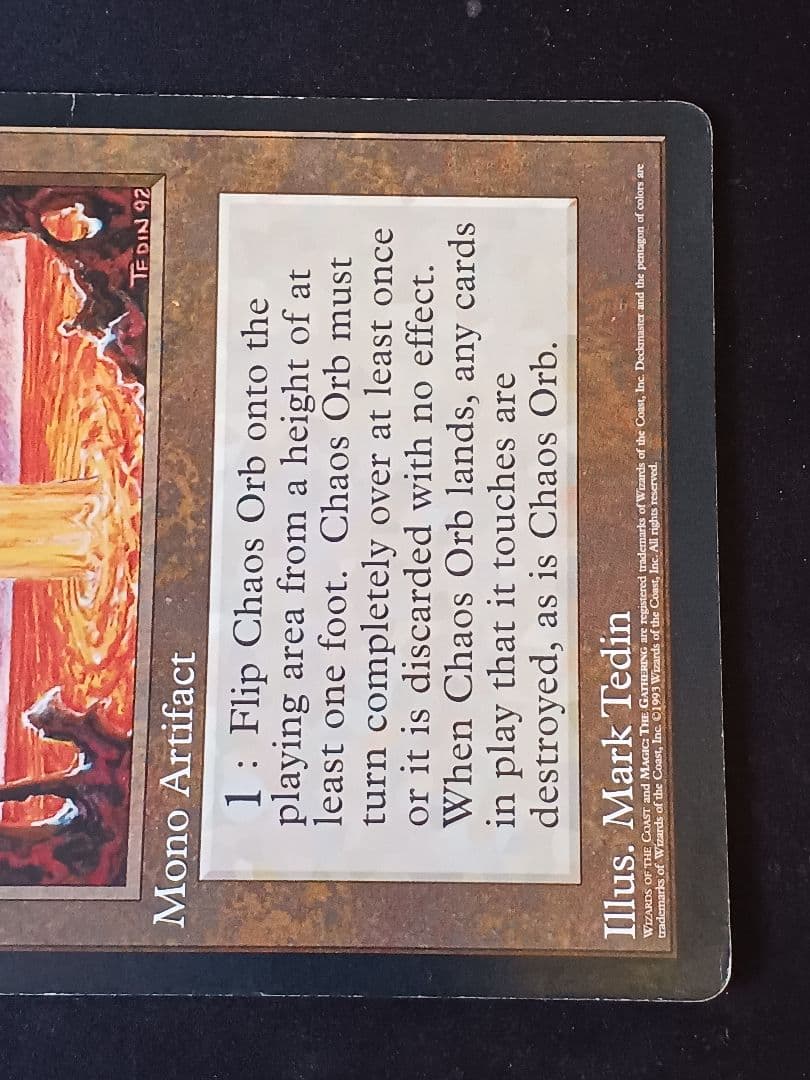 TEDIN 92
Mono Artifact
1 : Flip Chaos Orb onto the
playing area from a height of at
least one foot. Chaos Orb must
turn completely over at least once
or it is discarded with no effect.
When Chaos Orb lands, any cards
in play that it touches are
destroyed, as is Chaos Orb.
Illus. Mark Tedin
WIZARDS OF THE COAST and MAGIC: THE GATHERING are registered trademarks of Wizards of the Coast, Inc. Deckmaster and the pentagon of colors are
trademarks of Wizards of the Coast, Inc. ©1993 Wizards of the Coast, Inc. All rights reserved.